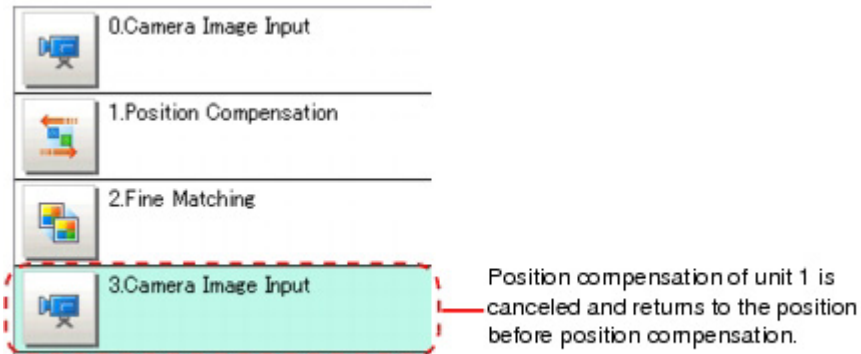 0.Camera Image Input
1.Position Compensation
2.Fine Matching
3.Camera Image Input
Position compensation of unit 1 is
canceled and returns to the position
before position compensation.